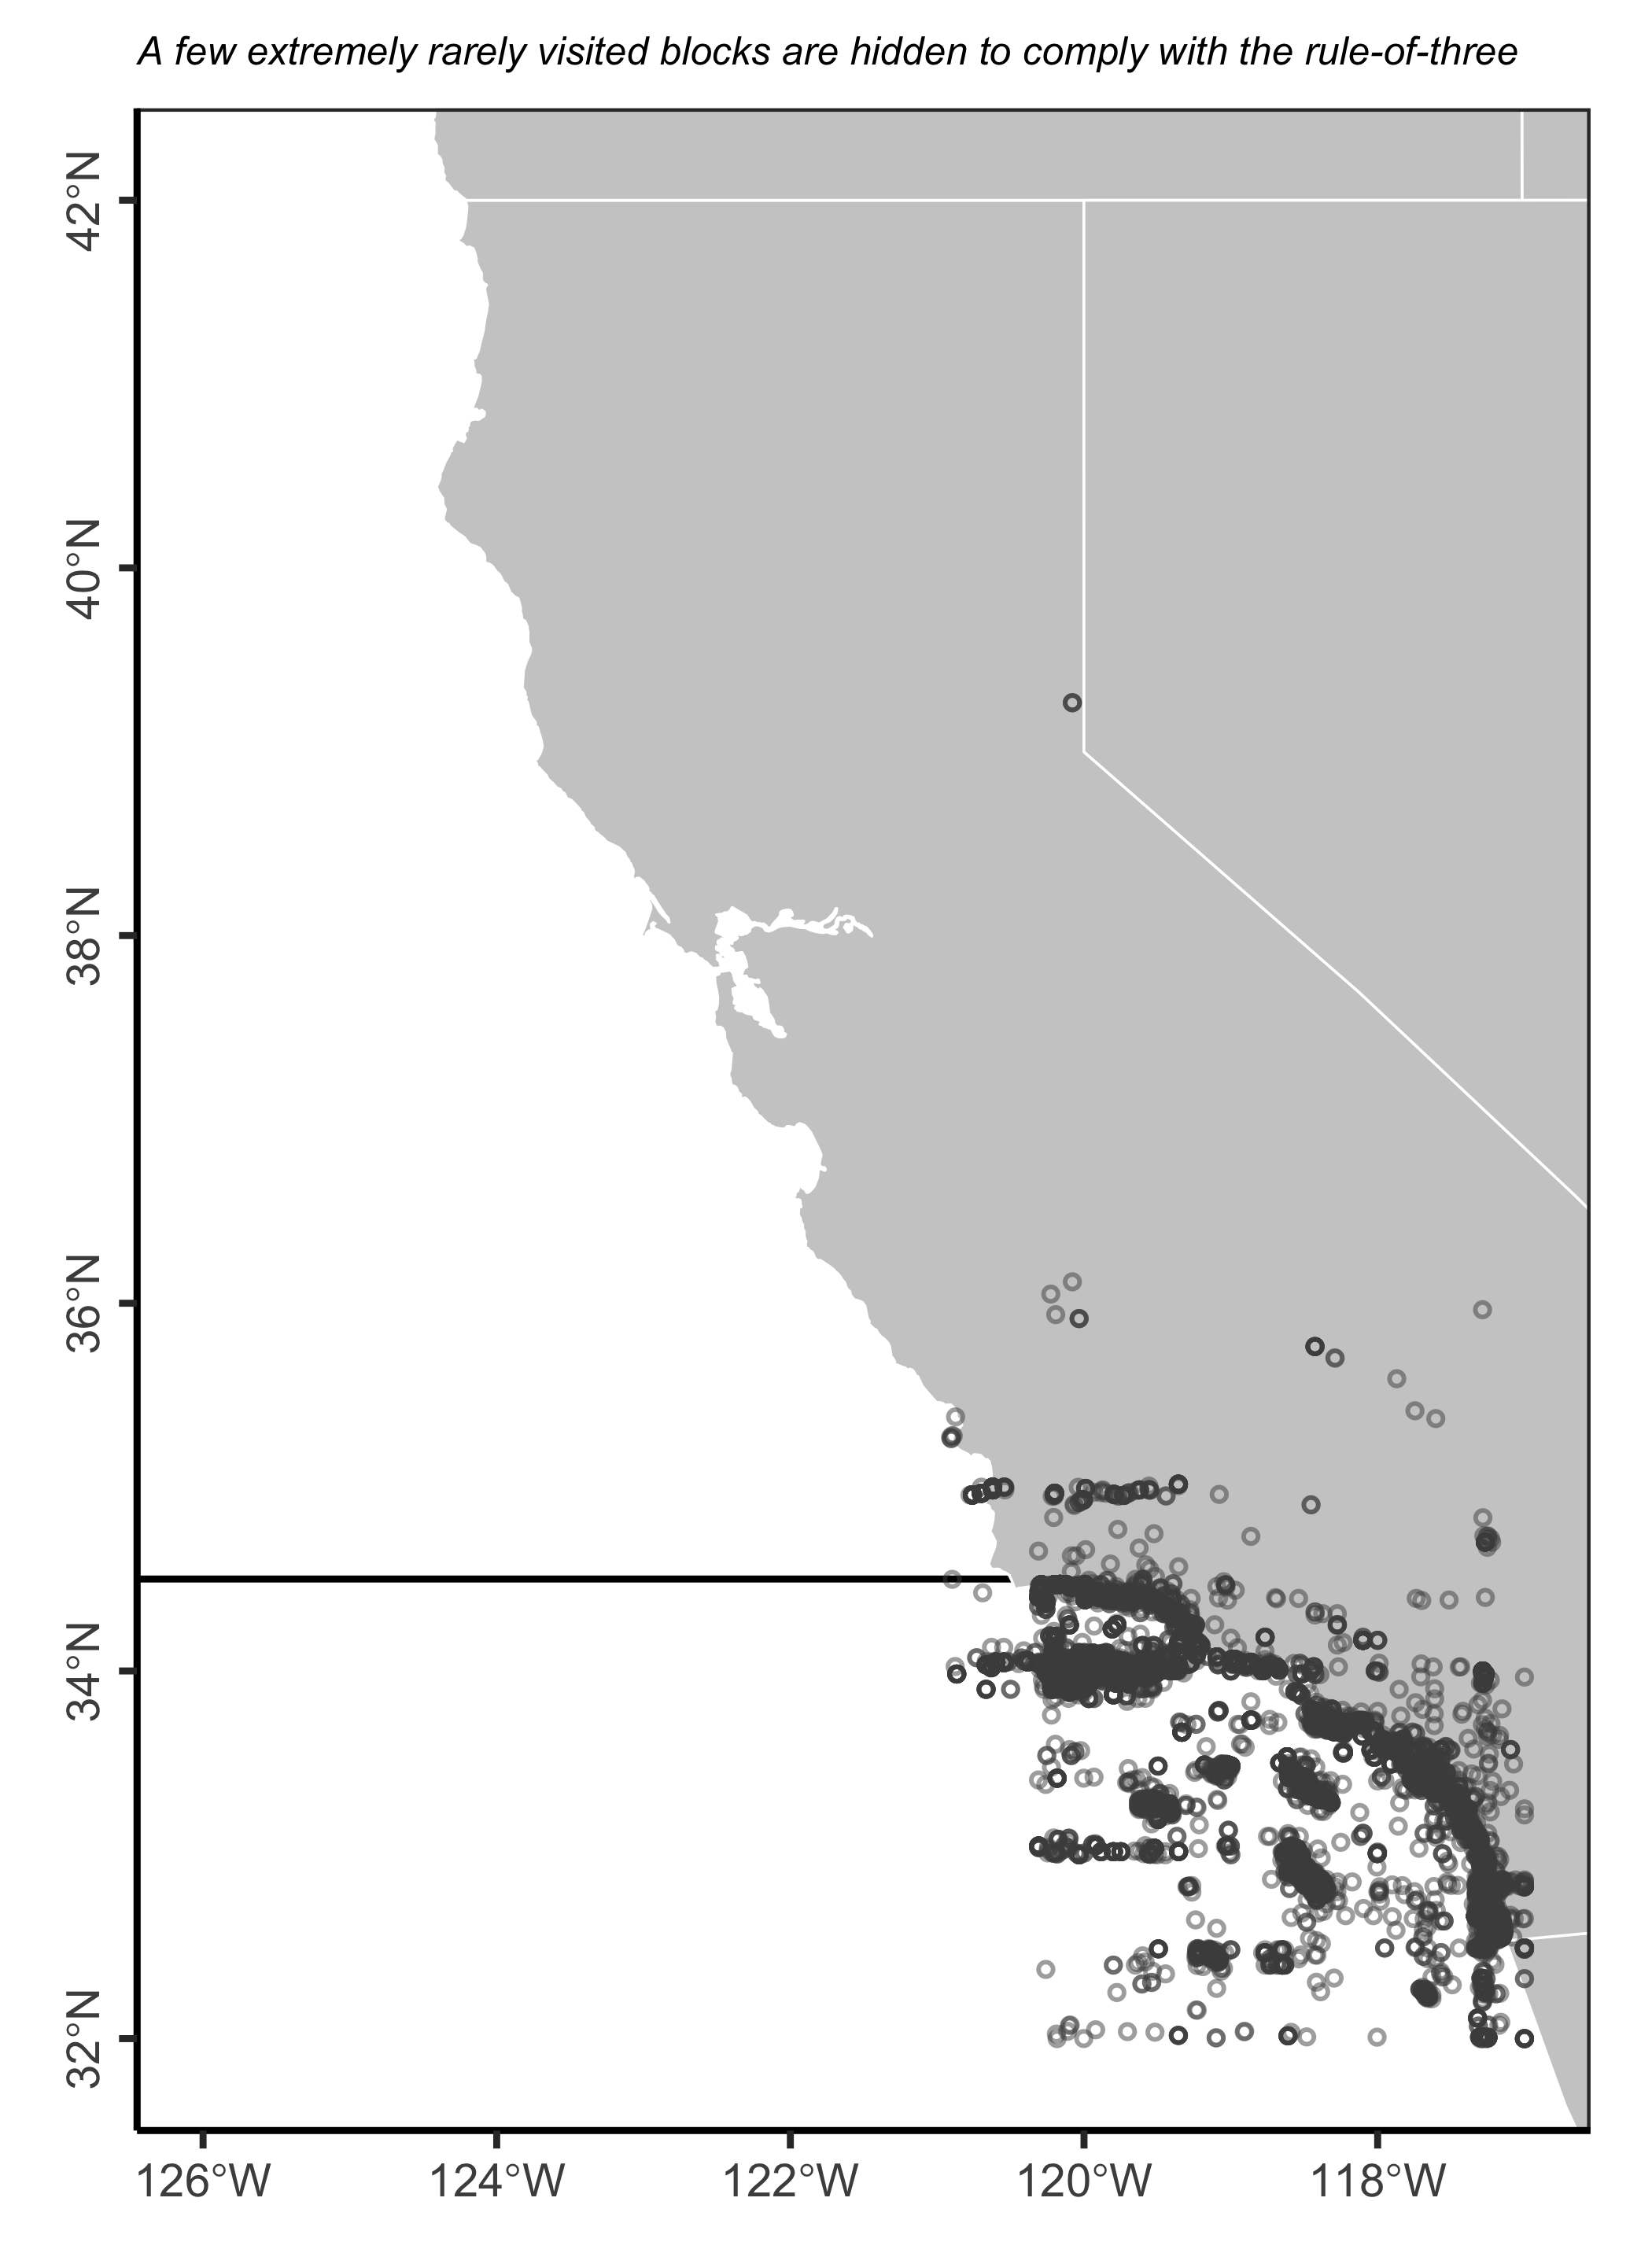 A few extremely rarely visited blocks are hidden to comply with the rule-of-three
42°N
40°N
38°N
36°N
34°N
32°N
126°W
124°W
122°W
120°W
118°W